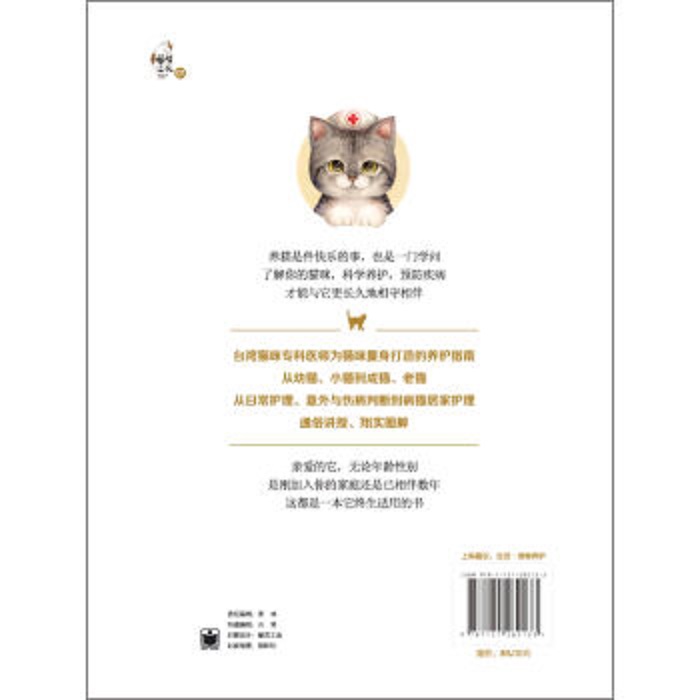 养猫是件快乐的事，也是一门学问
了解你的猫咪，科学养护，预防疾病
才能与它更长久地相守相伴
台湾猫咪专科医师为猫咪量身打造的养护指南
从幼猫、小猫到成猫、老猫
从日常护理、意外与伤病判断到病猫居家护理
通俗讲授、翔实图解
亲爱的它，无论年龄性别
是刚加入你的家庭还是已相伴数年
这都是一本它终生适用的书